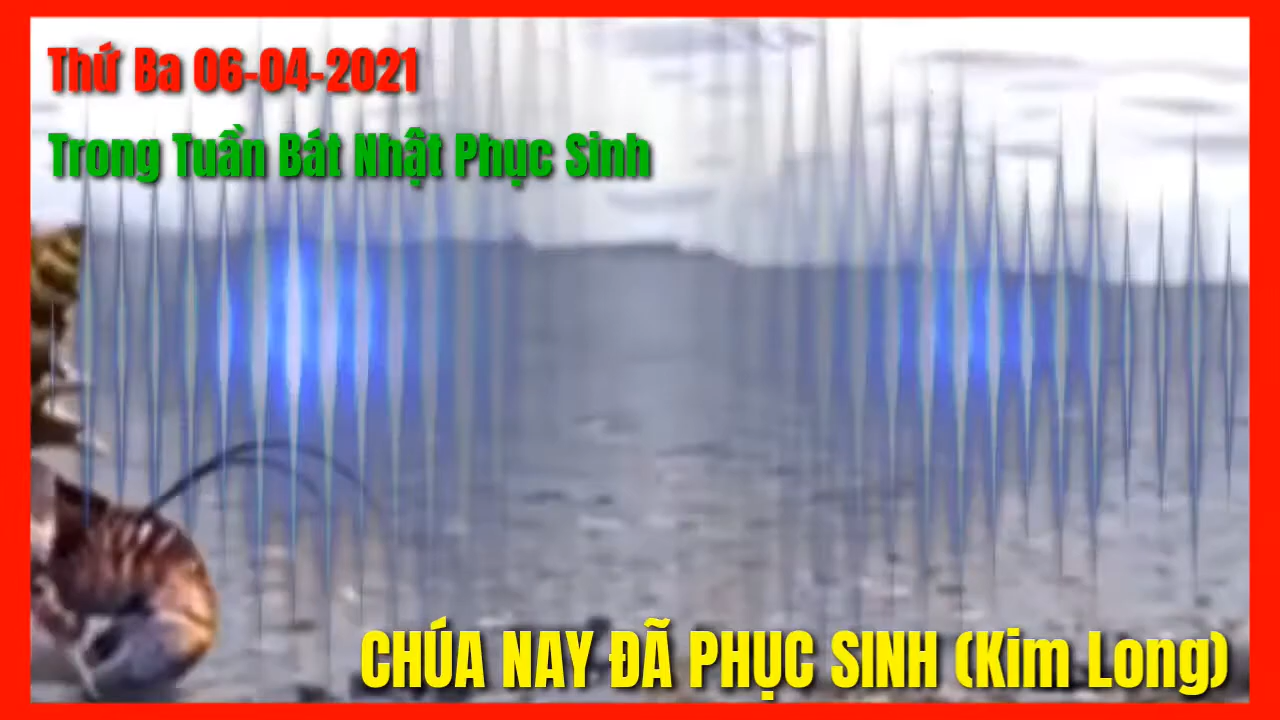 Thứ Ba 06-04-2021
Trong Tuần Bát Nhật Phục Sinh
CHÚA NAY ĐÃ PHỤC SINH (Kim Long)